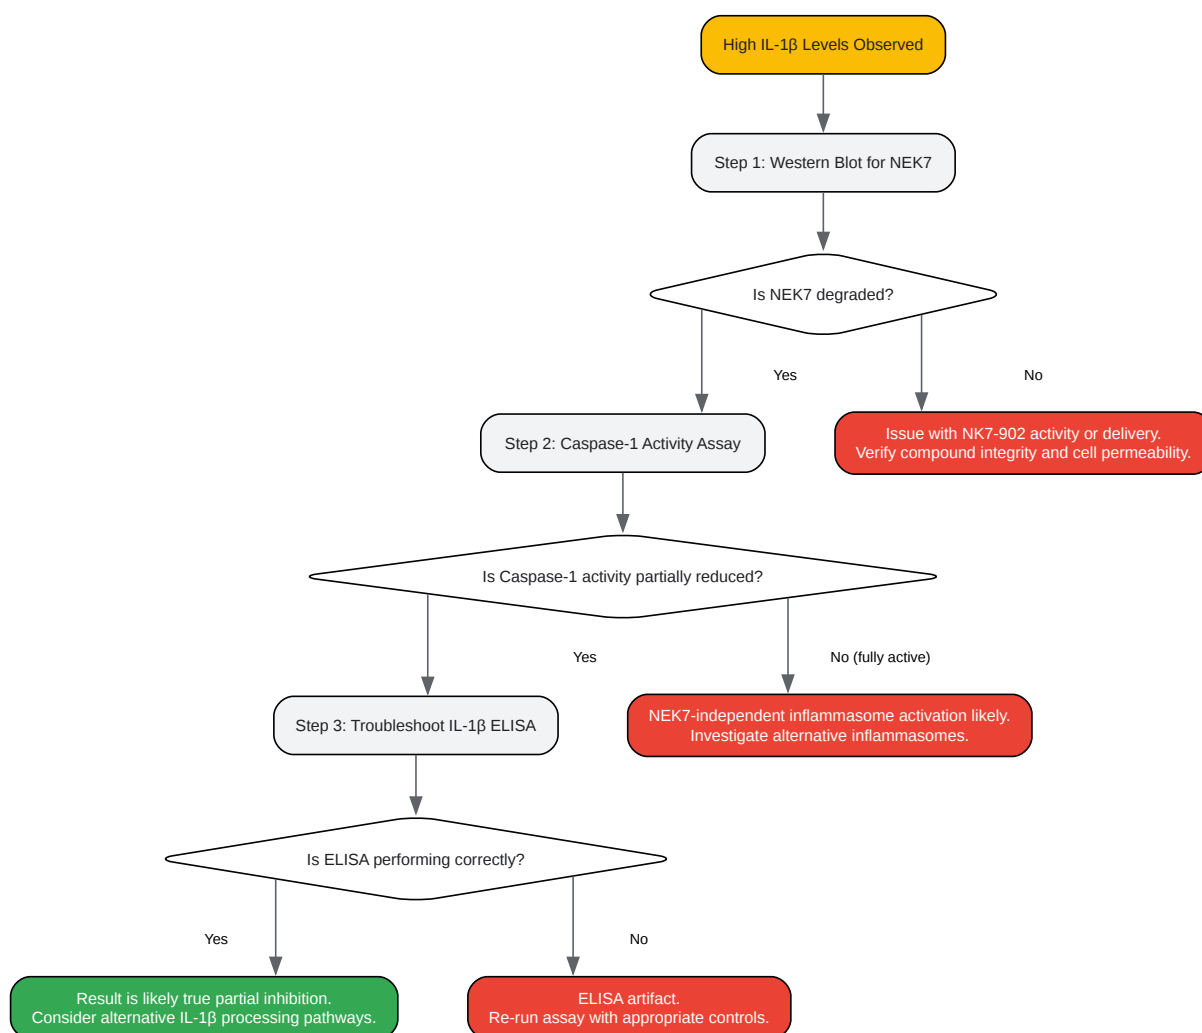 High IL-1β Levels Observed
Step 1: Western Blot for NEK7
Is NEK7 degraded?
Yes
No
Step 2: Caspase-1 Activity Assay
Issue with NK7-902 activity or delivery.
Verify compound integrity and cell permeability.
Is Caspase-1 activity partially reduced?
Yes
No (fully active)
Step 3: Troubleshoot IL-1β ELISA
NEK7-independent inflammasome activation likely.
Investigate alternative inflammasomes.
Is ELISA performing correctly?
Yes
No
Result is likely true partial inhibition.
Consider alternative IL-1β processing pathways.
ELISA artifact.
Re-run assay with appropriate controls.